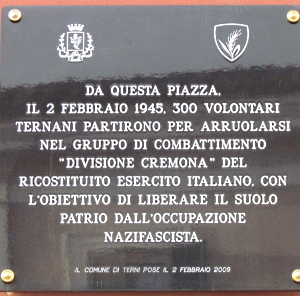 DA QUESTA PIAZZA,
IL 2 FEBBRAIO 1945, 300 VOLONTARI
TERNANI PARTIRONO PER ARRUOLARSI
NEL GRUPPO DI COMBATTIMENTO
"DIVISIONE CREMONA" DEL
RICOSTITUITO ESERCITO ITALIANO, CON
L'OBIETTIVO DI LIBERARE IL SUOLO
PATRIO DALL'OCCUPAZIONE
NAZIFASCISTA.
IL COMUNE DI TERNI POSE IL 2 FEBBRAIO 2009